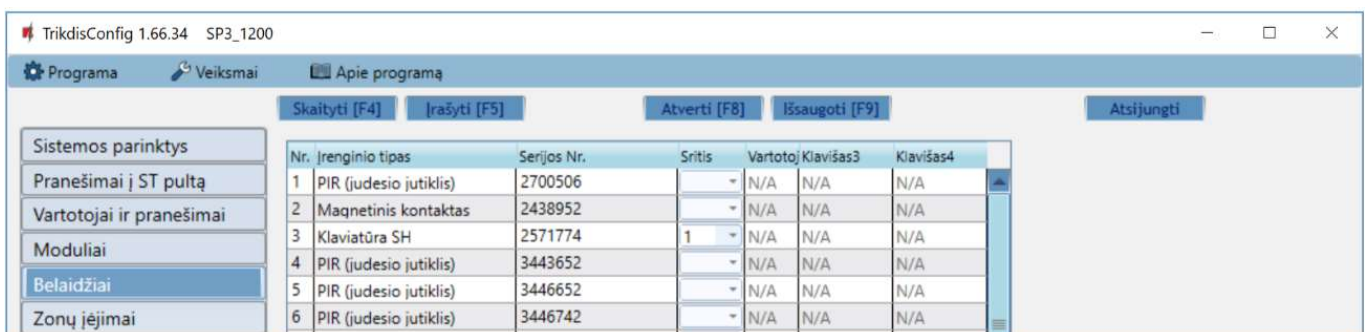 TrikdisConfig 1.66.34 SP3_1200
Programa Veiksmai Apie programą
Skaityti [F4] Įrašyti [F5] Atverti [F8] Išsaugoti [F9] Atsijungti
Sistemos parinktys
Pranešimai į ST pultą
Vartotojai ir pranešimai
Moduliai
Belaidžiai
Zonų įėjimai
Nr. Įrenginio tipas Serijos Nr. Sritis Vartotoj Klavišas3 Klavišas4
1 PIR (judesio jutiklis) 2700506 N/A N/A N/A
2 Magnetinis kontaktas 2438952 N/A N/A N/A
3 Klaviatūra SH 2571774 1 N/A N/A N/A
4 PIR (judesio jutiklis) 3443652 N/A N/A N/A
5 PIR (judesio jutiklis) 3446652 N/A N/A N/A
6 PIR (judesio jutiklis) 3446742 N/A N/A N/A